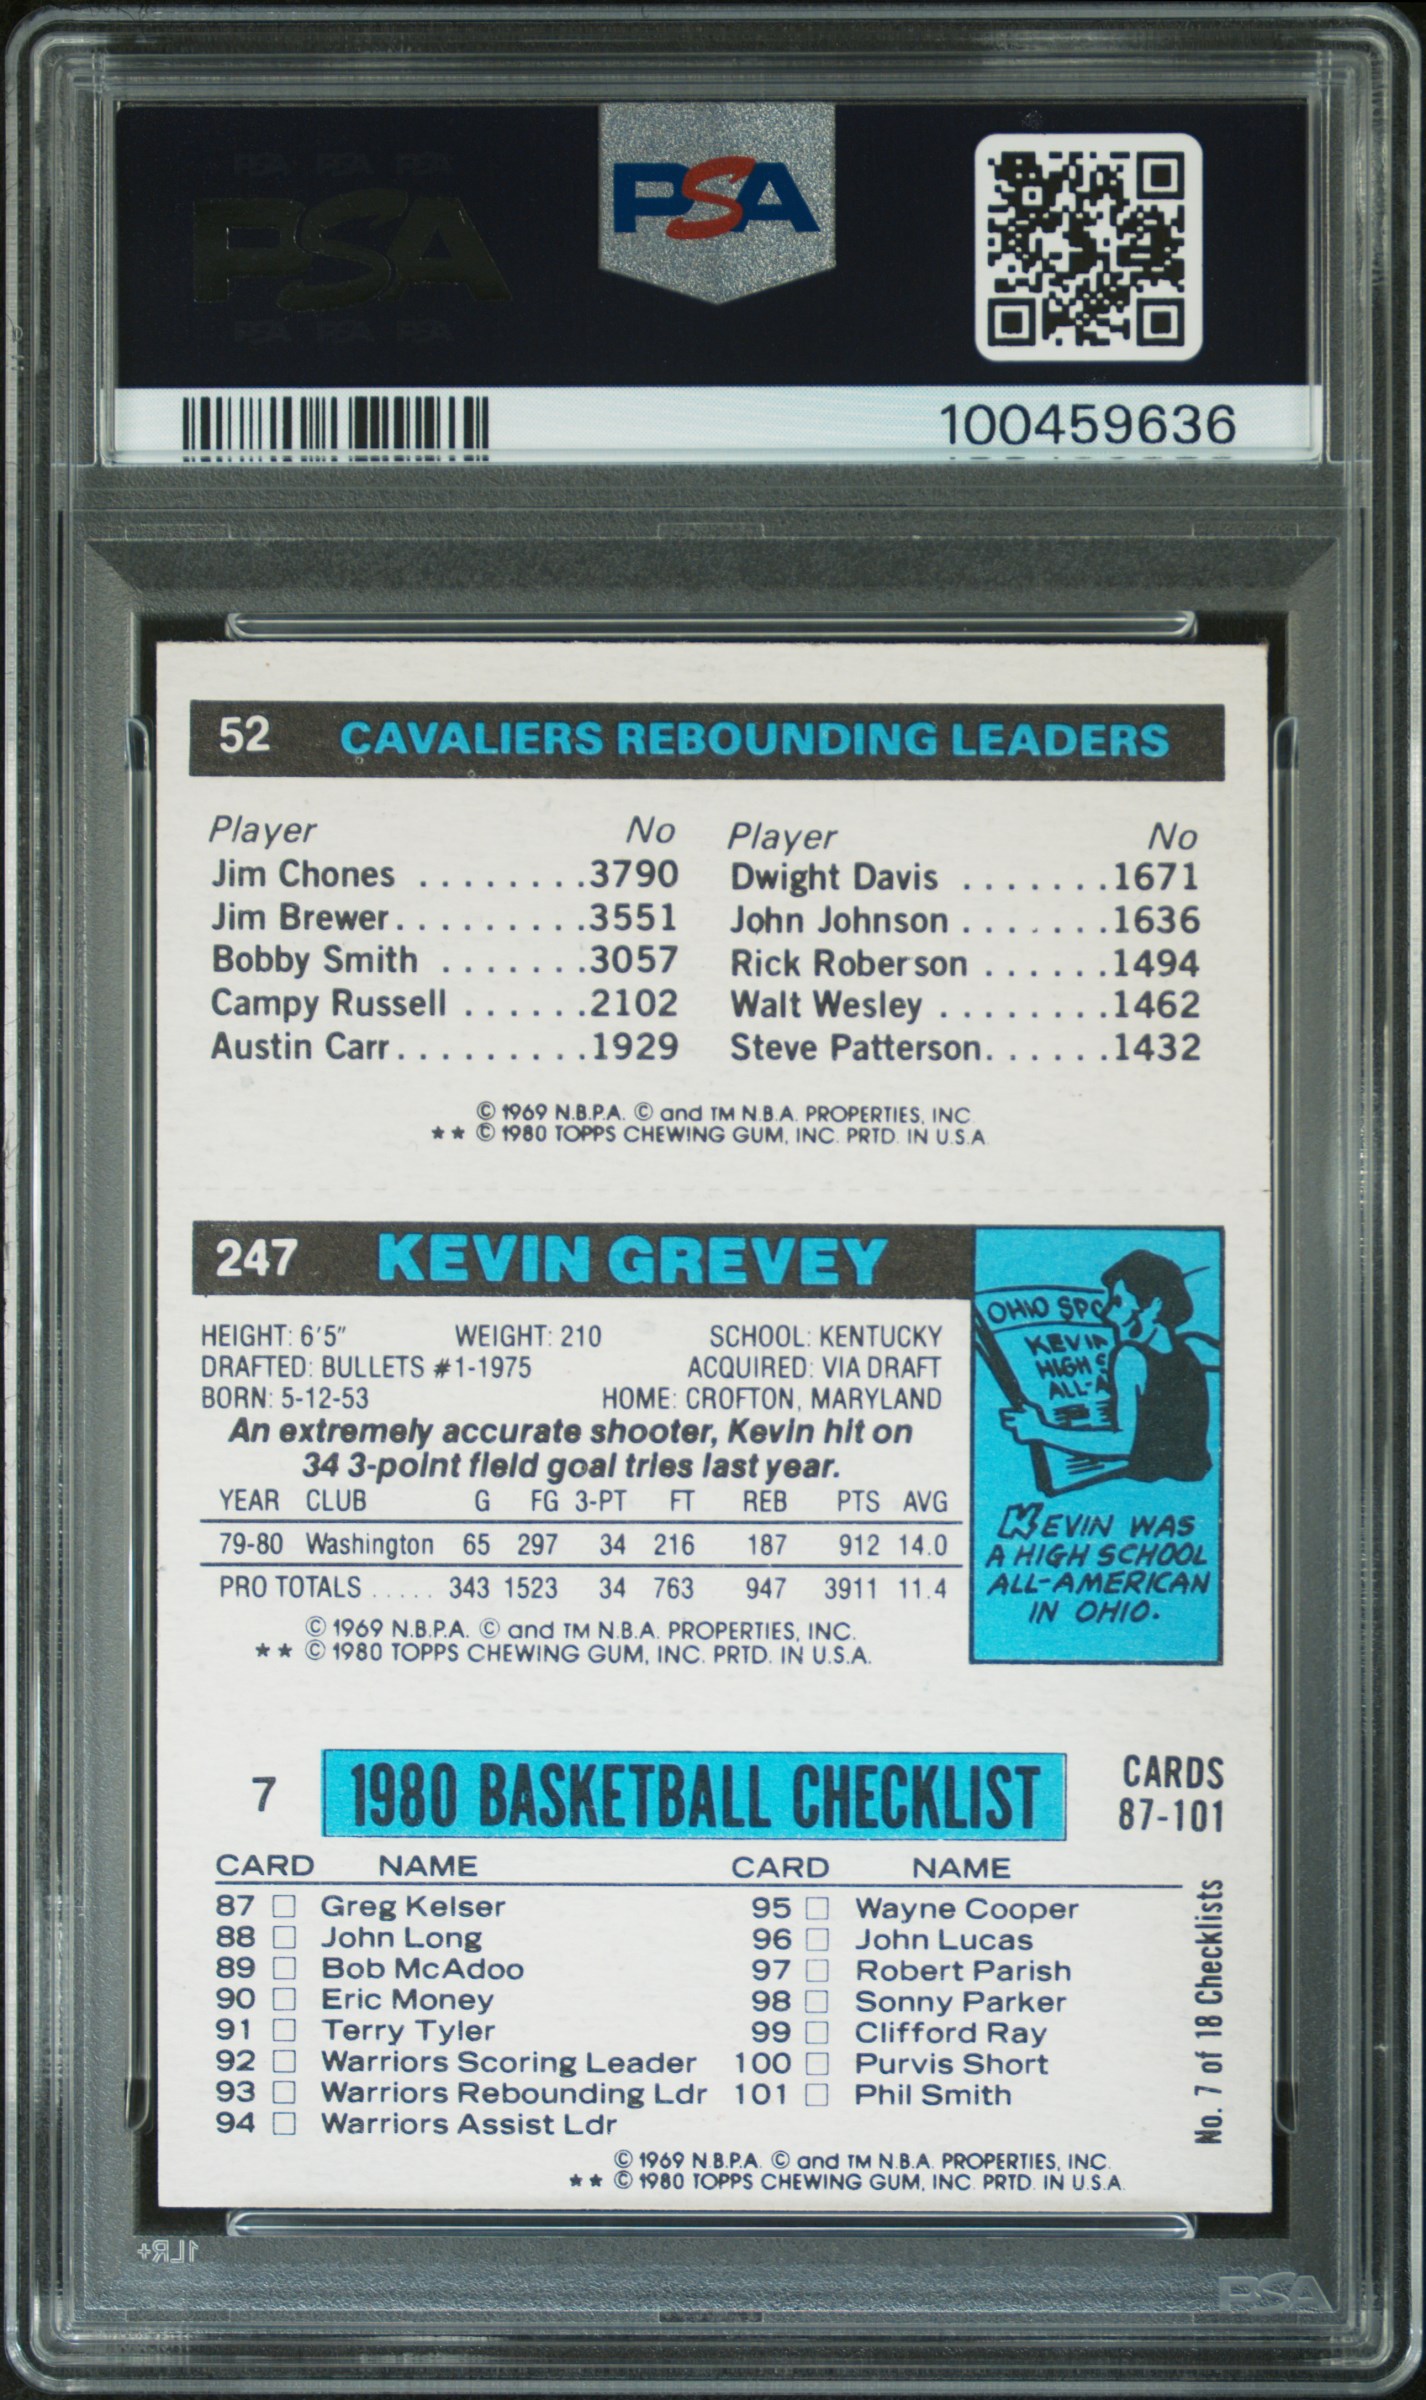 PSA
PSA
100459636
52 CAVALIERS REBOUNDING LEADERS
Player No Player No
Jim Chones ........3790 Dwight Davis .......1671
Jim Brewer.........3551 John Johnson .......1636
Bobby Smith .......3057 Rick Roberson ......1494
Campy Russell ......2102 Walt Wesley ........1462
Austin Carr.........1929 Steve Patterson......1432
© 1969 N.B.P.A. © and TM N.B.A. PROPERTIES, INC.
** © 1980 TOPPS CHEWING GUM, INC. PRTD. IN U.S.A.
247 KEVIN GREVEY
HEIGHT: 6'5" WEIGHT: 210 SCHOOL: KENTUCKY
DRAFTED: BULLETS #1-1975 ACQUIRED: VIA DRAFT
BORN: 5-12-53 HOME: CROFTON, MARYLAND
An extremely accurate shooter, Kevin hit on
34 3-point field goal tries last year.
YEAR CLUB G FG 3-PT FT REB PTS AVG
79-80 Washington 65 297 34 216 187 912 14.0
PRO TOTALS ..... 343 1523 34 763 947 3911 11.4
© 1969 N.B.P.A. © and TM N.B.A. PROPERTIES, INC.
** © 1980 TOPPS CHEWING GUM, INC. PRTD. IN U.S.A.
OHIO SPO
KEVIN
HIGH S
ALL-A
KEVIN WAS
A HIGH SCHOOL
ALL-AMERICAN
IN OHIO.
7 1980 BASKETBALL CHECKLIST CARDS
87-101
CARD NAME CARD NAME
87 □ Greg Kelser 95 □ Wayne Cooper
88 □ John Long 96 □ John Lucas
89 □ Bob McAdoo 97 □ Robert Parish
90 □ Eric Money 98 □ Sonny Parker
91 □ Terry Tyler 99 □ Clifford Ray
92 □ Warriors Scoring Leader 100 □ Purvis Short
93 □ Warriors Rebounding Ldr 101 □ Phil Smith
94 □ Warriors Assist Ldr
No. 7 of 18 Checklists
© 1969 N.B.P.A. © and TM N.B.A. PROPERTIES, INC.
** © 1980 TOPPS CHEWING GUM, INC. PRTD. IN U.S.A.
1LR+
PSA